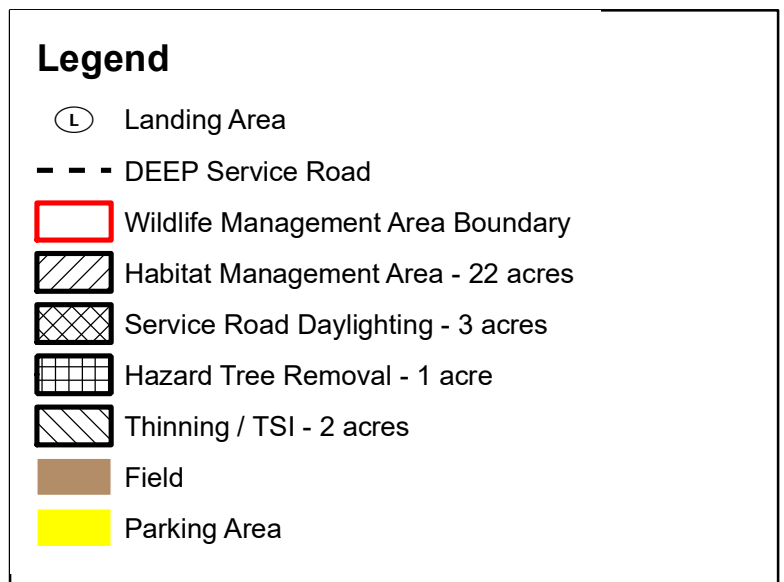 Legend
L Landing Area
DEEP Service Road
Wildlife Management Area Boundary
Habitat Management Area - 22 acres
Service Road Daylighting - 3 acres
Hazard Tree Removal - 1 acre
Thinning / TSI - 2 acres
Field
Parking Area